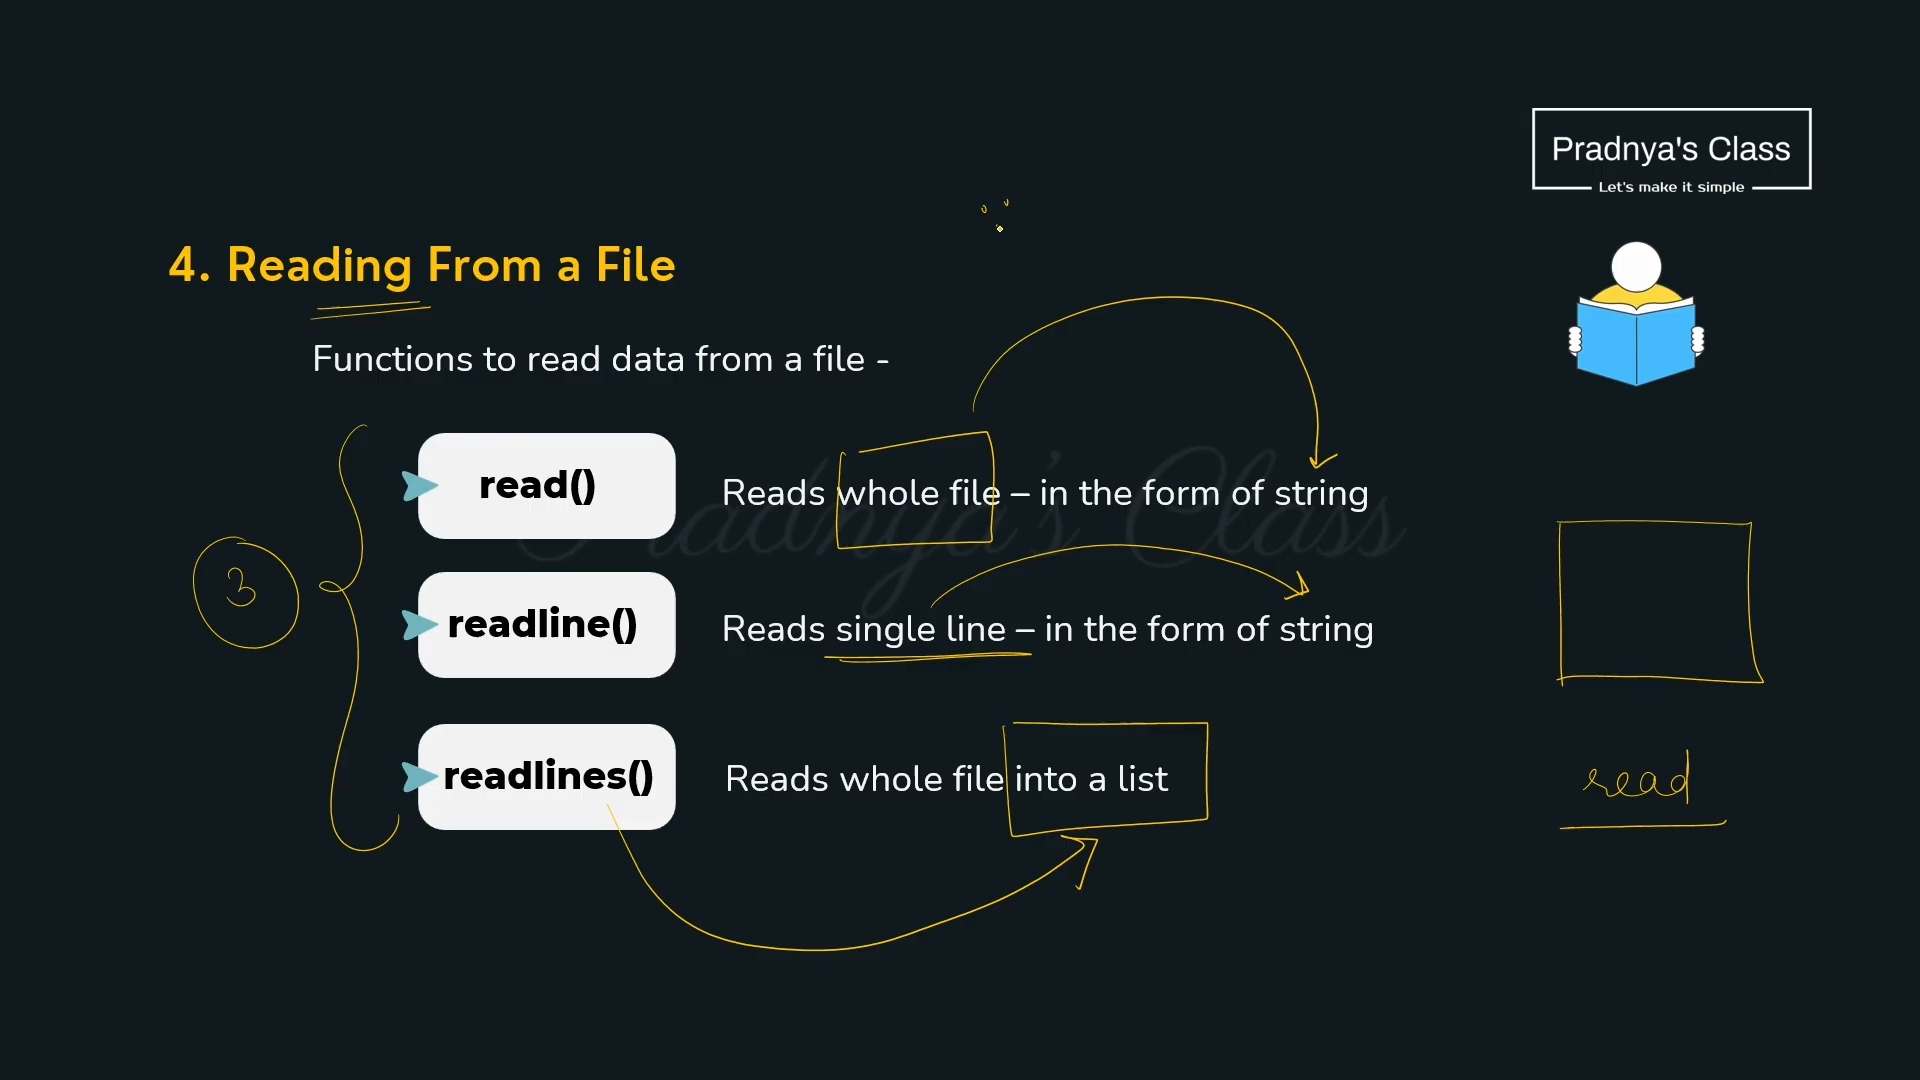 Pradnya's Class
Let's make it simple
4. Reading From a File
Functions to read data from a file -
read()
Reads whole file – in the form of string
Pradnya's Class
3
readline()
Reads single line – in the form of string
readlines()
Reads whole file into a list
read